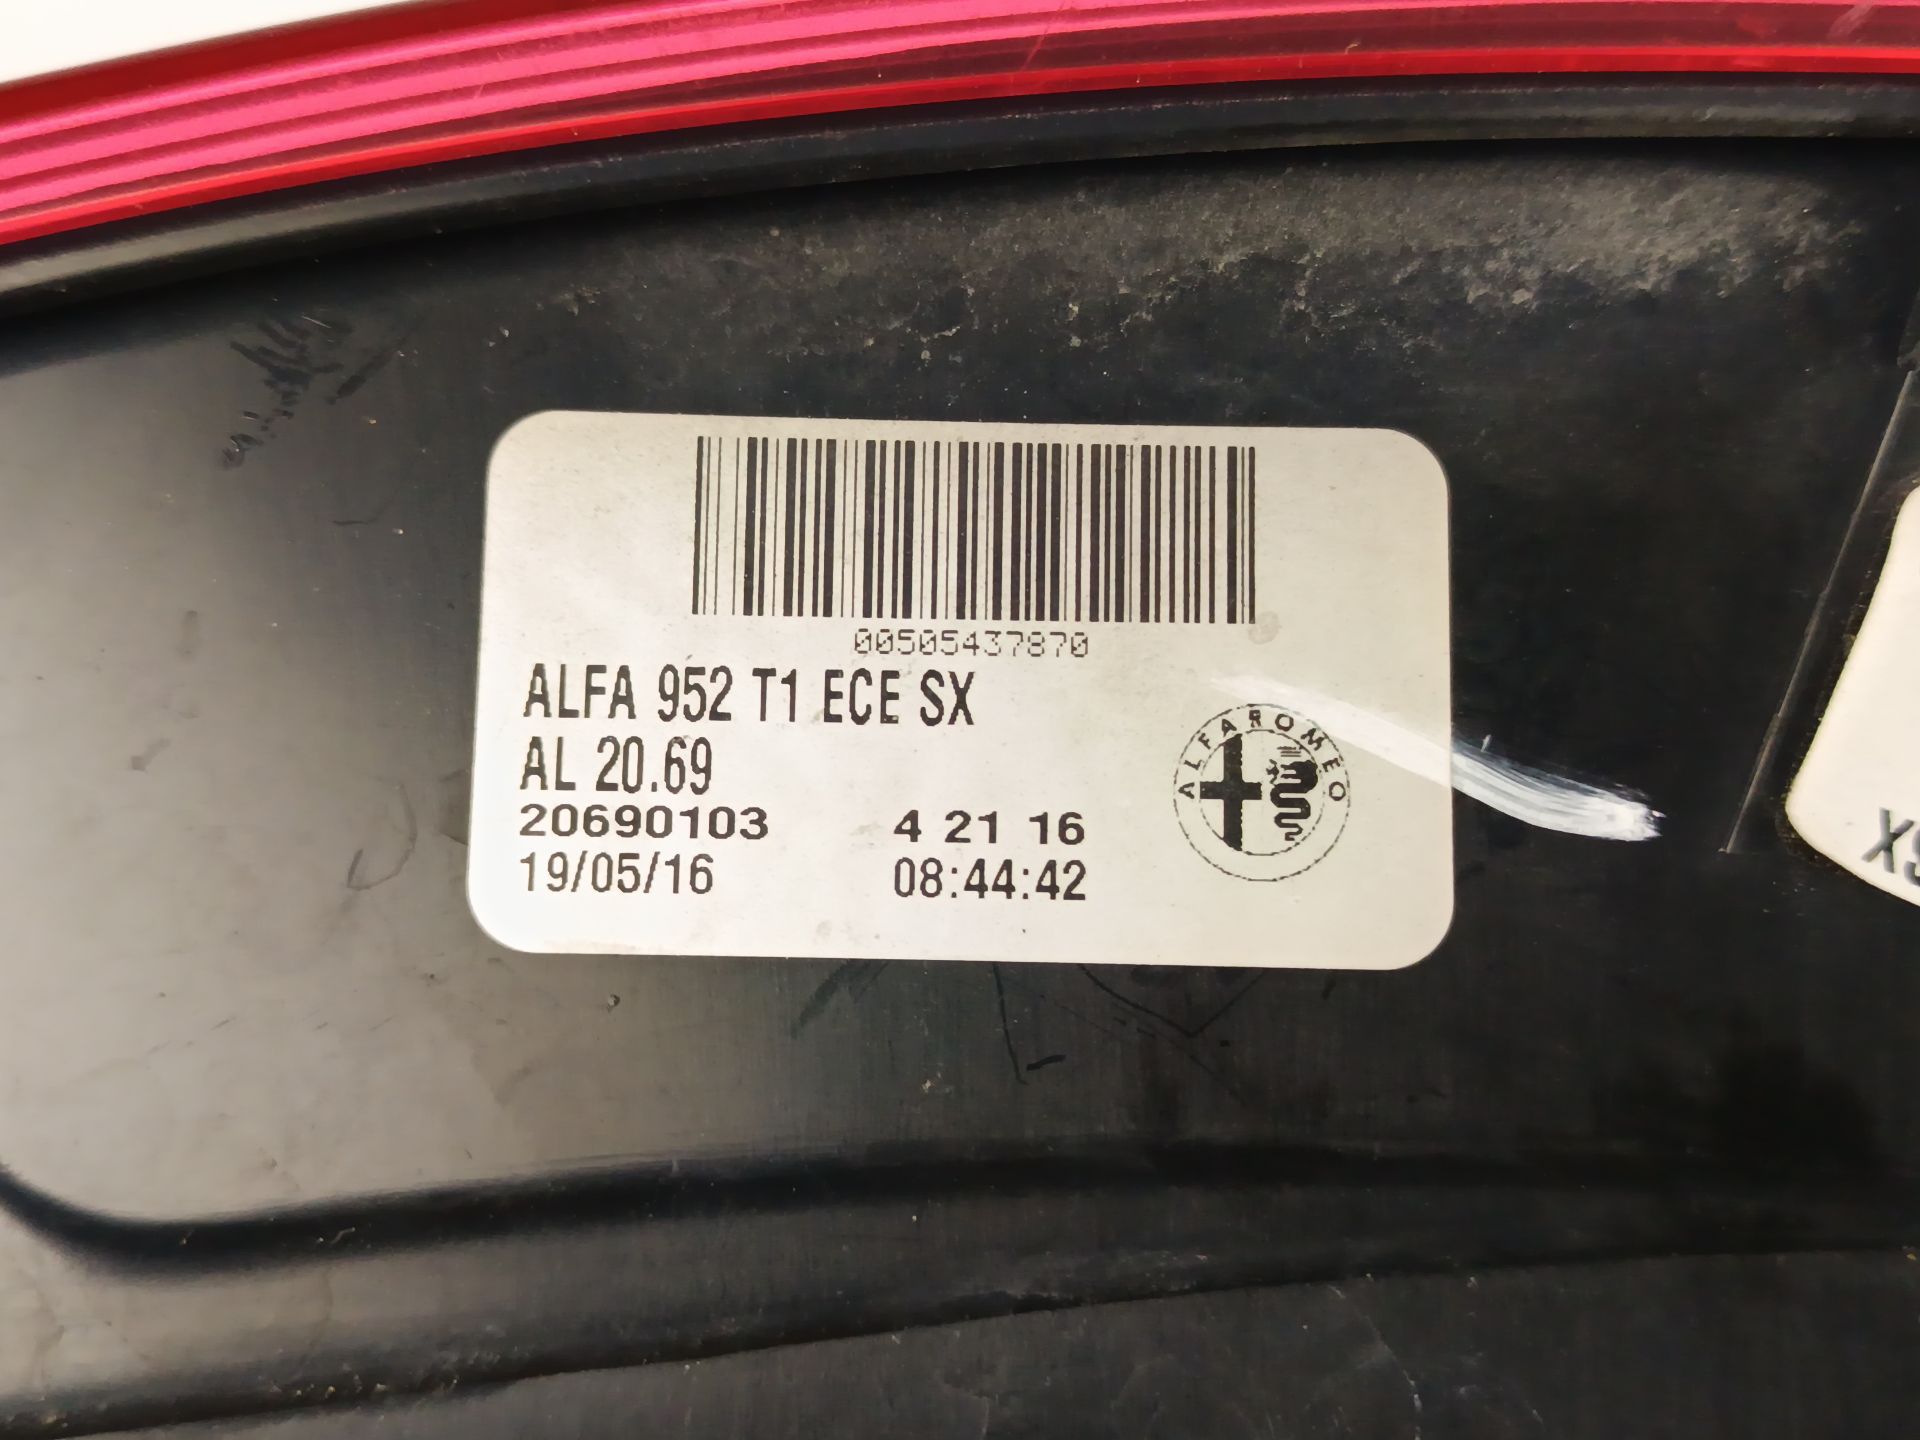 00505437870
ALFA 952 T1 ECE SX
AL 20.69
20690103 4 21 16
19/05/16 08:44:42
ALFA ROMEO